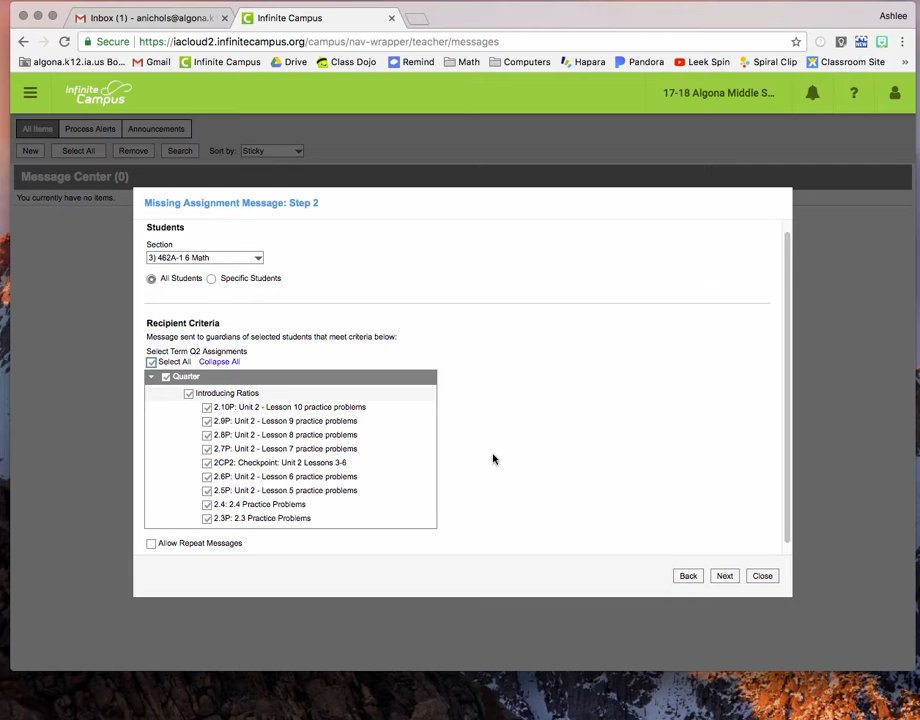 Inbox (1) - anichols@algona.k1
Infinite Campus
Ashlee
Secure
https://iacloud2.infinitecampus.org/campus/nav-wrapper/teacher/messages
algona.k12.ia.us Bo...
Gmail
Infinite Campus
Drive
Class Dojo
Remind
Math
Computers
Hapara
Pandora
Leek Spin
Spiral Clip
Classroom Site
»
Infinite Campus
17-18 Algona Middle S...
?
All Items
Process Alerts
Announcements
New
Select All
Remove
Search
Sort by:
Sticky
Message Center (0)
You currently have no items.
Missing Assignment Message: Step 2
Students
Section
3) 462A-1 6 Math
All Students
Specific Students
Recipient Criteria
Message sent to guardians of selected students that meet criteria below:
Select Term Q2 Assignments
Select All
Collapse All
Quarter
Introducing Ratios
2.10P: Unit 2 - Lesson 10 practice problems
2.9P: Unit 2 - Lesson 9 practice problems
2.8P: Unit 2 - Lesson 8 practice problems
2.7P: Unit 2 - Lesson 7 practice problems
2CP2: Checkpoint: Unit 2 Lessons 3-6
2.6P: Unit 2 - Lesson 6 practice problems
2.5P: Unit 2 - Lesson 5 practice problems
2.4: 2.4 Practice Problems
2.3P: 2.3 Practice Problems
Allow Repeat Messages
Back
Next
Close